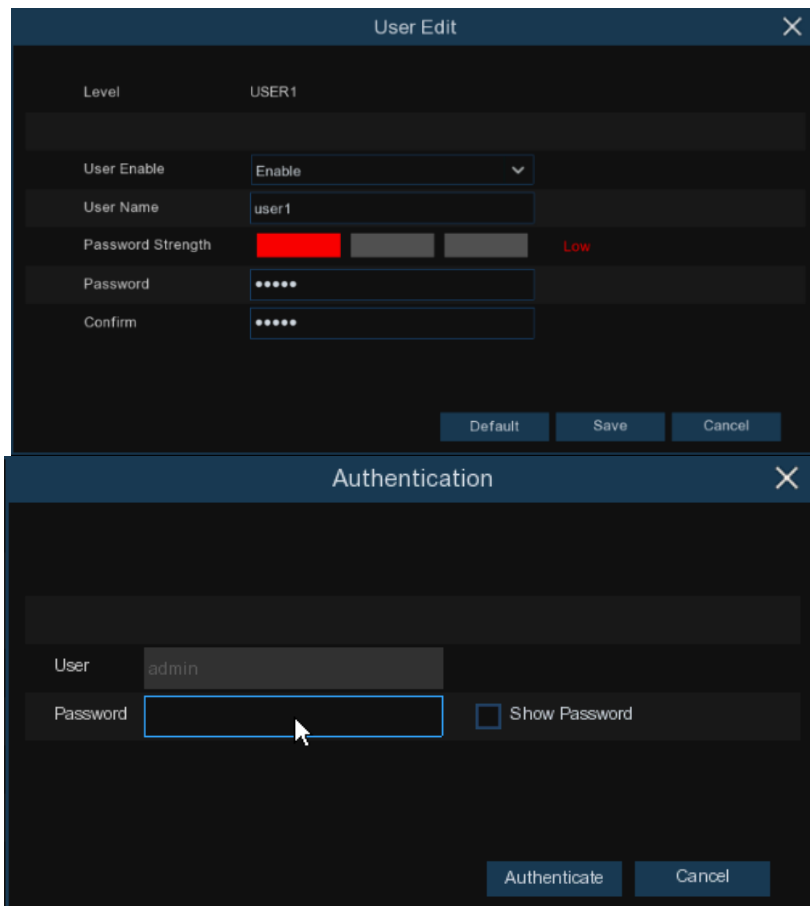 User Edit
Level USER1
User Enable Enable
User Name user1
Password Strength Low
Password •••••
Confirm •••••
Default Save Cancel
Authentication
User admin
Password Show Password
Authenticate Cancel